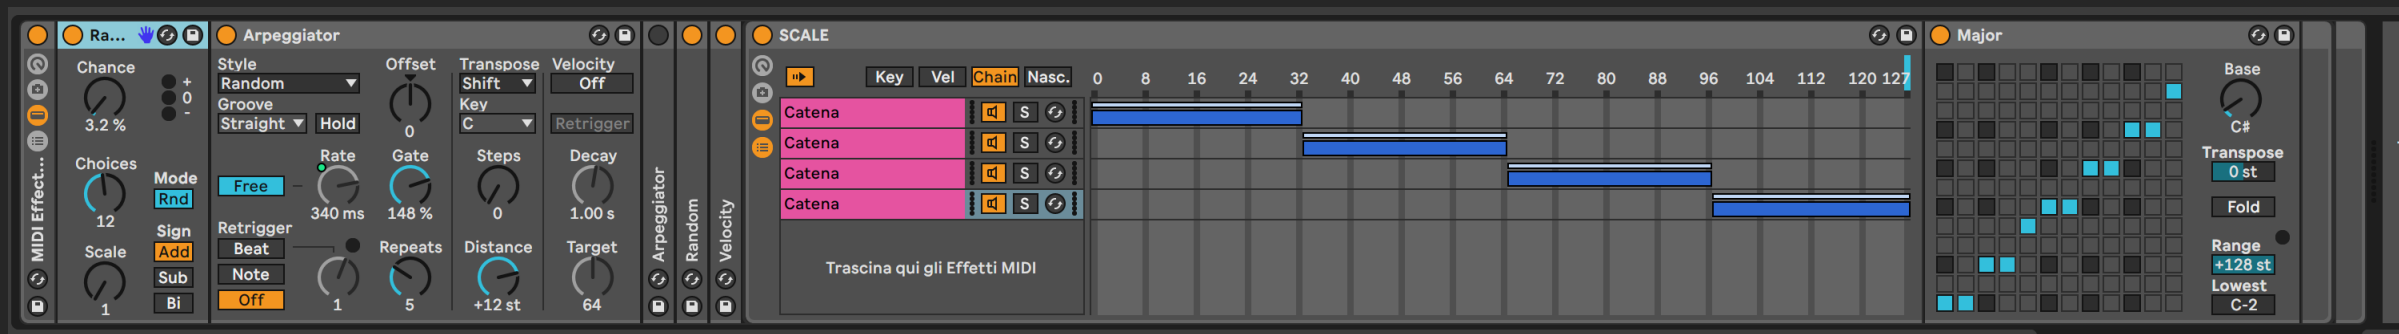 MIDI Effect...
Ra...
Chance
+
0
-
3.2 %
Choices
12
Mode
Rnd
Sign
Add
Sub
Bi
Scale
1
Arpeggiator
Style
Random
Groove
Straight
Hold
Offset
0
Transpose
Shift
Key
C
Velocity
Off
Retrigger
Rate
Free
340 ms
Gate
148 %
Steps
0
Decay
1.00 s
Retrigger
Beat
Note
Off
1
Repeats
5
Distance
+12 st
Target
64
Arpeggiator
Random
Velocity
SCALE
Key Vel Chain Nasc.
0 8 16 24 32 40 48 56 64 72 80 88 96 104 112 120 127
Catena S
Catena S
Catena S
Catena S
Trascina qui gli Effetti MIDI
Major
Base
C#
Transpose
0 st
Fold
Range
+128 st
Lowest
C-2